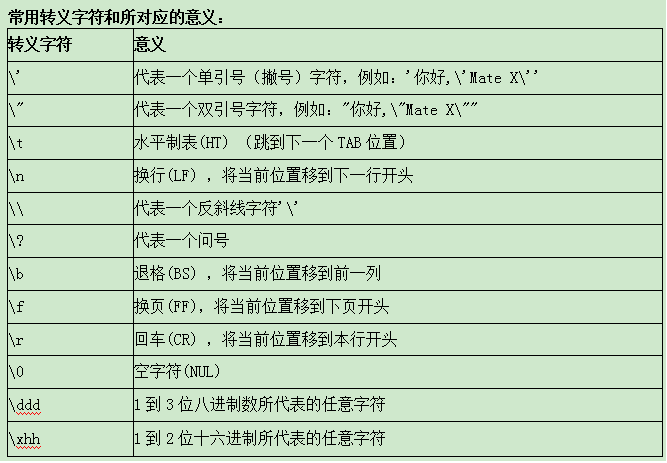 常用转义字符和所对应的意义：
转义字符 意义
\' 代表一个单引号（撇号）字符，例如：'你好,\'Mate X\''
\" 代表一个双引号字符，例如："你好,\"Mate X\""
\t 水平制表(HT) （跳到下一个TAB位置）
\n 换行(LF) ，将当前位置移到下一行开头
\\ 代表一个反斜线字符'\'
\? 代表一个问号
\b 退格(BS) ，将当前位置移到前一列
\f 换页(FF)，将当前位置移到下页开头
\r 回车(CR) ，将当前位置移到本行开头
\0 空字符(NUL)
\ddd 1到3位八进制数所代表的任意字符
\xhh 1到2位十六进制所代表的任意字符